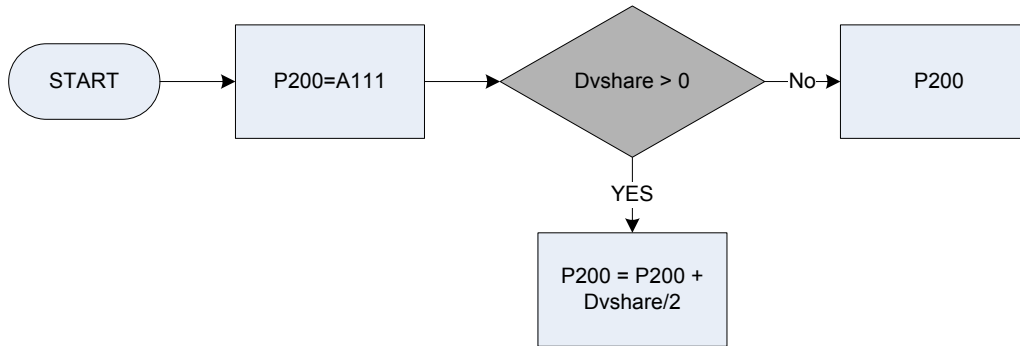 START
P200=A111
Dvshare > 0
No
P200
YES
P200 = P200 +
Dvshare/2